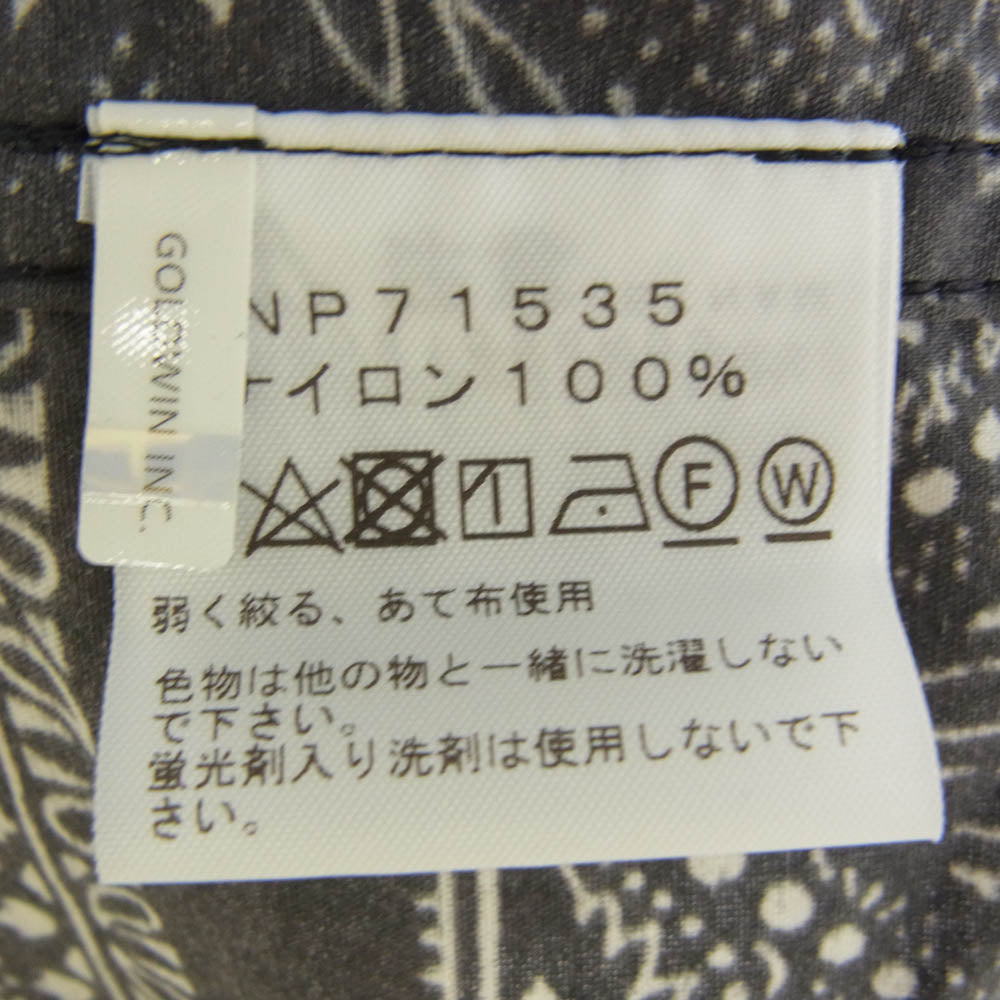 GOLDWIN INC.
NP71535
ナイロン100%
F W
弱く絞る、あて布使用
色物は他の物と一緒に洗濯しない
で下さい。
蛍光剤入り洗剤は使用しないで下
さい。